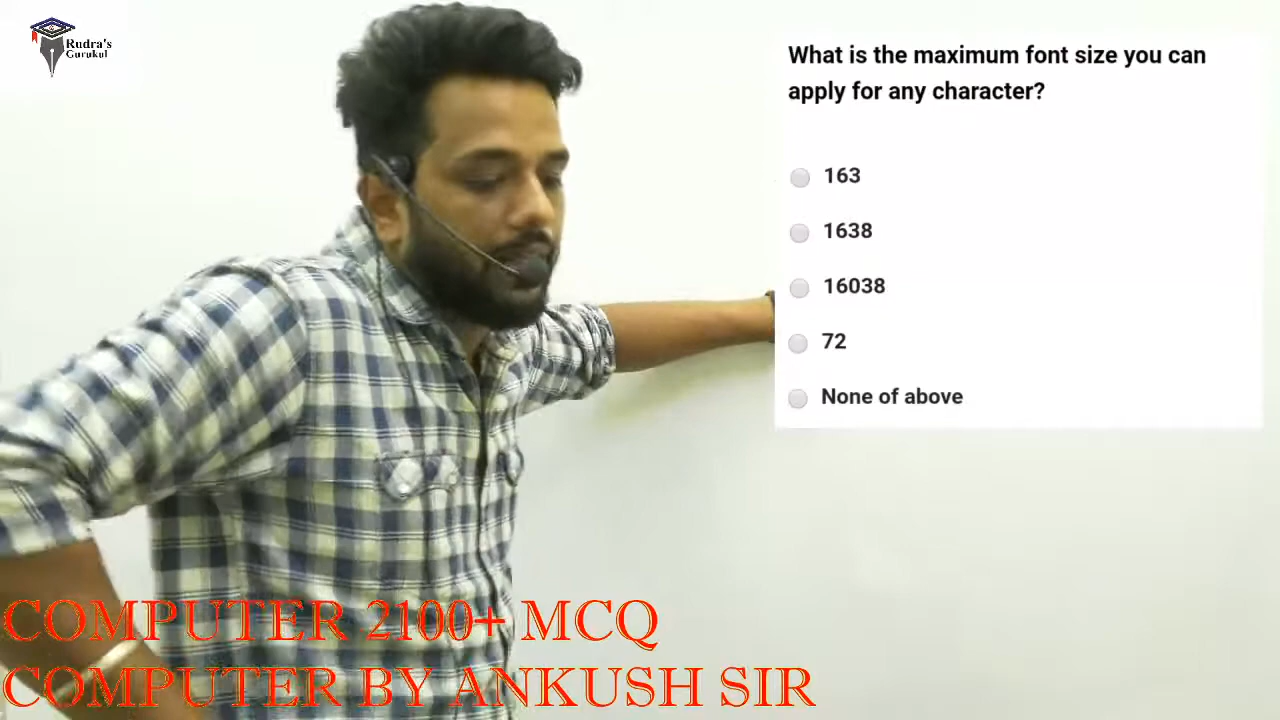 Rudra's
Gurukul
What is the maximum font size you can
apply for any character?
163
1638
16038
72
None of above
COMPUTER 2100+ MCQ
COMPUTER BY ANKUSH SIR